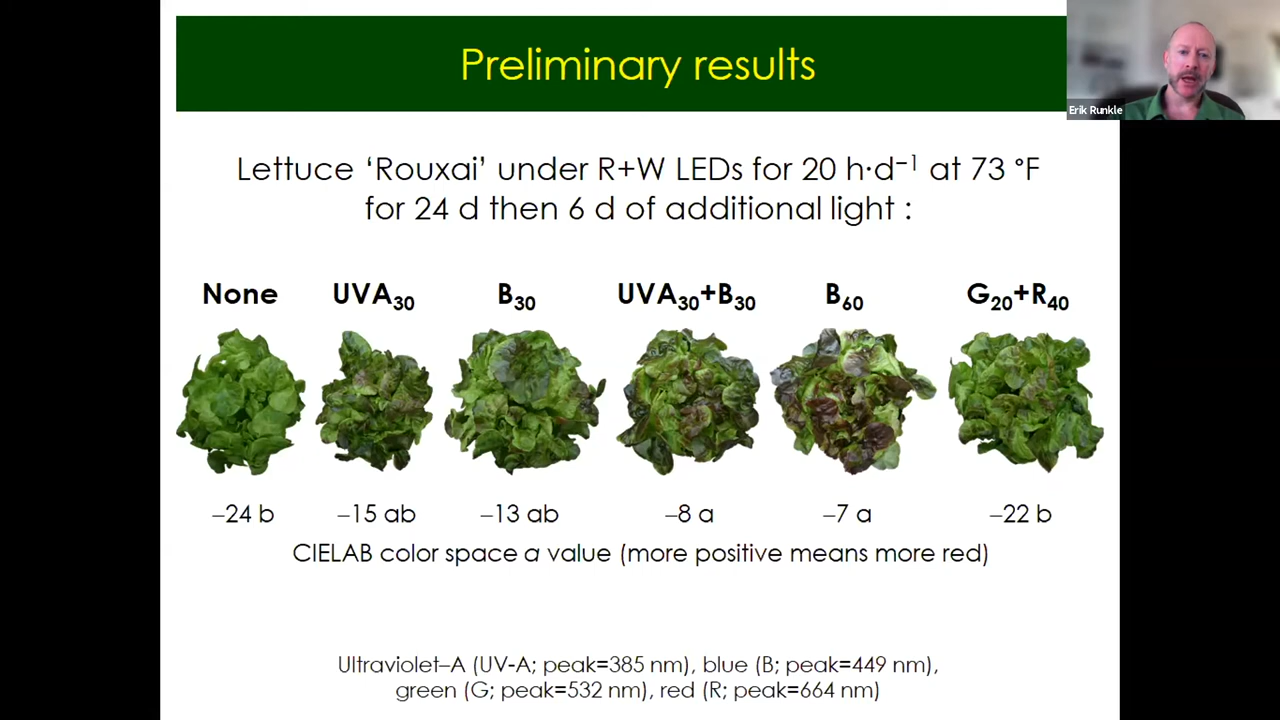 Preliminary results
Erik Runkle
Lettuce ‘Rouxai’ under R+W LEDs for 20 h·d⁻¹ at 73 °F
for 24 d then 6 d of additional light :
None UVA₃₀ B₃₀ UVA₃₀+B₃₀ B₆₀ G₂₀+R₄₀
–24 b –15 ab –13 ab –8 a –7 a –22 b
CIELAB color space a value (more positive means more red)
Ultraviolet–A (UV-A; peak=385 nm), blue (B; peak=449 nm),
green (G; peak=532 nm), red (R; peak=664 nm)